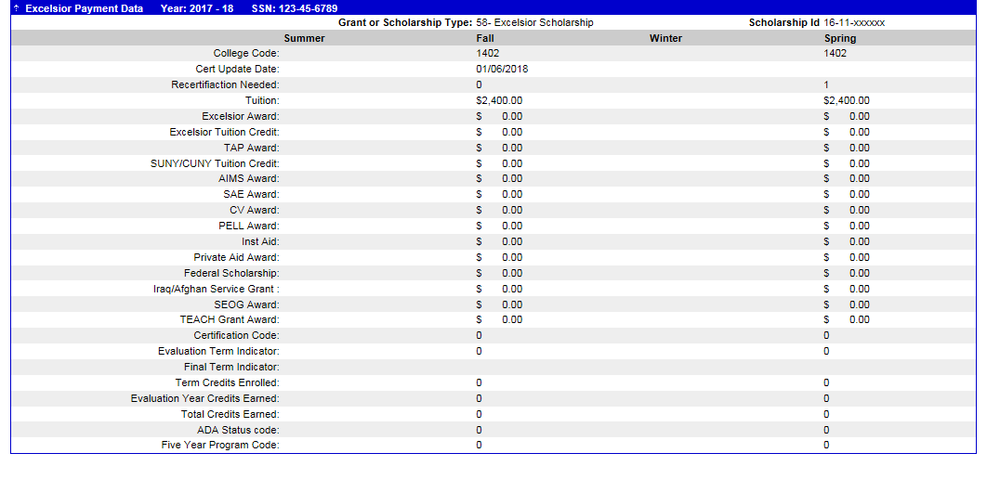 ↑ Excelsior Payment Data Year: 2017 - 18 SSN: 123-45-6789
Grant or Scholarship Type: 58- Excelsior Scholarship Scholarship Id 16-11-xxxxxx
Summer Fall Winter Spring
College Code: 1402 1402
Cert Update Date: 01/06/2018
Recertifiaction Needed: 0 1
Tuition: $2,400.00 $2,400.00
Excelsior Award: $ 0.00 $ 0.00
Excelsior Tuition Credit: $ 0.00 $ 0.00
TAP Award: $ 0.00 $ 0.00
SUNY/CUNY Tuition Credit: $ 0.00 $ 0.00
AIMS Award: $ 0.00 $ 0.00
SAE Award: $ 0.00 $ 0.00
CV Award: $ 0.00 $ 0.00
PELL Award: $ 0.00 $ 0.00
Inst Aid: $ 0.00 $ 0.00
Private Aid Award: $ 0.00 $ 0.00
Federal Scholarship: $ 0.00 $ 0.00
Iraq/Afghan Service Grant : $ 0.00 $ 0.00
SEOG Award: $ 0.00 $ 0.00
TEACH Grant Award: $ 0.00 $ 0.00
Certification Code: 0 0
Evaluation Term Indicator: 0 0
Final Term Indicator:
Term Credits Enrolled: 0 0
Evaluation Year Credits Earned: 0 0
Total Credits Earned: 0 0
ADA Status code: 0 0
Five Year Program Code: 0 0